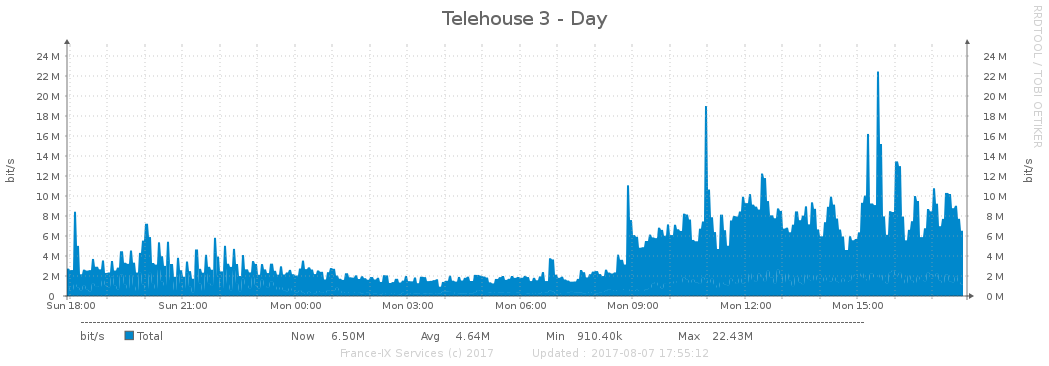 Telehouse 3 - Day
RRDTOOL / TOBI OETIKER
bit/s
bit/s
24 M 24 M
22 M 22 M
20 M 20 M
18 M 18 M
16 M 16 M
14 M 14 M
12 M 12 M
10 M 10 M
8 M 8 M
6 M 6 M
4 M 4 M
2 M 2 M
0 0 M
Sun 18:00 Sun 21:00 Mon 00:00 Mon 03:00 Mon 06:00 Mon 09:00 Mon 12:00 Mon 15:00
bit/s Total Now 6.50M Avg 4.64M Min 910.40k Max 22.43M
France-IX Services (c) 2017 Updated : 2017-08-07 17:55:12